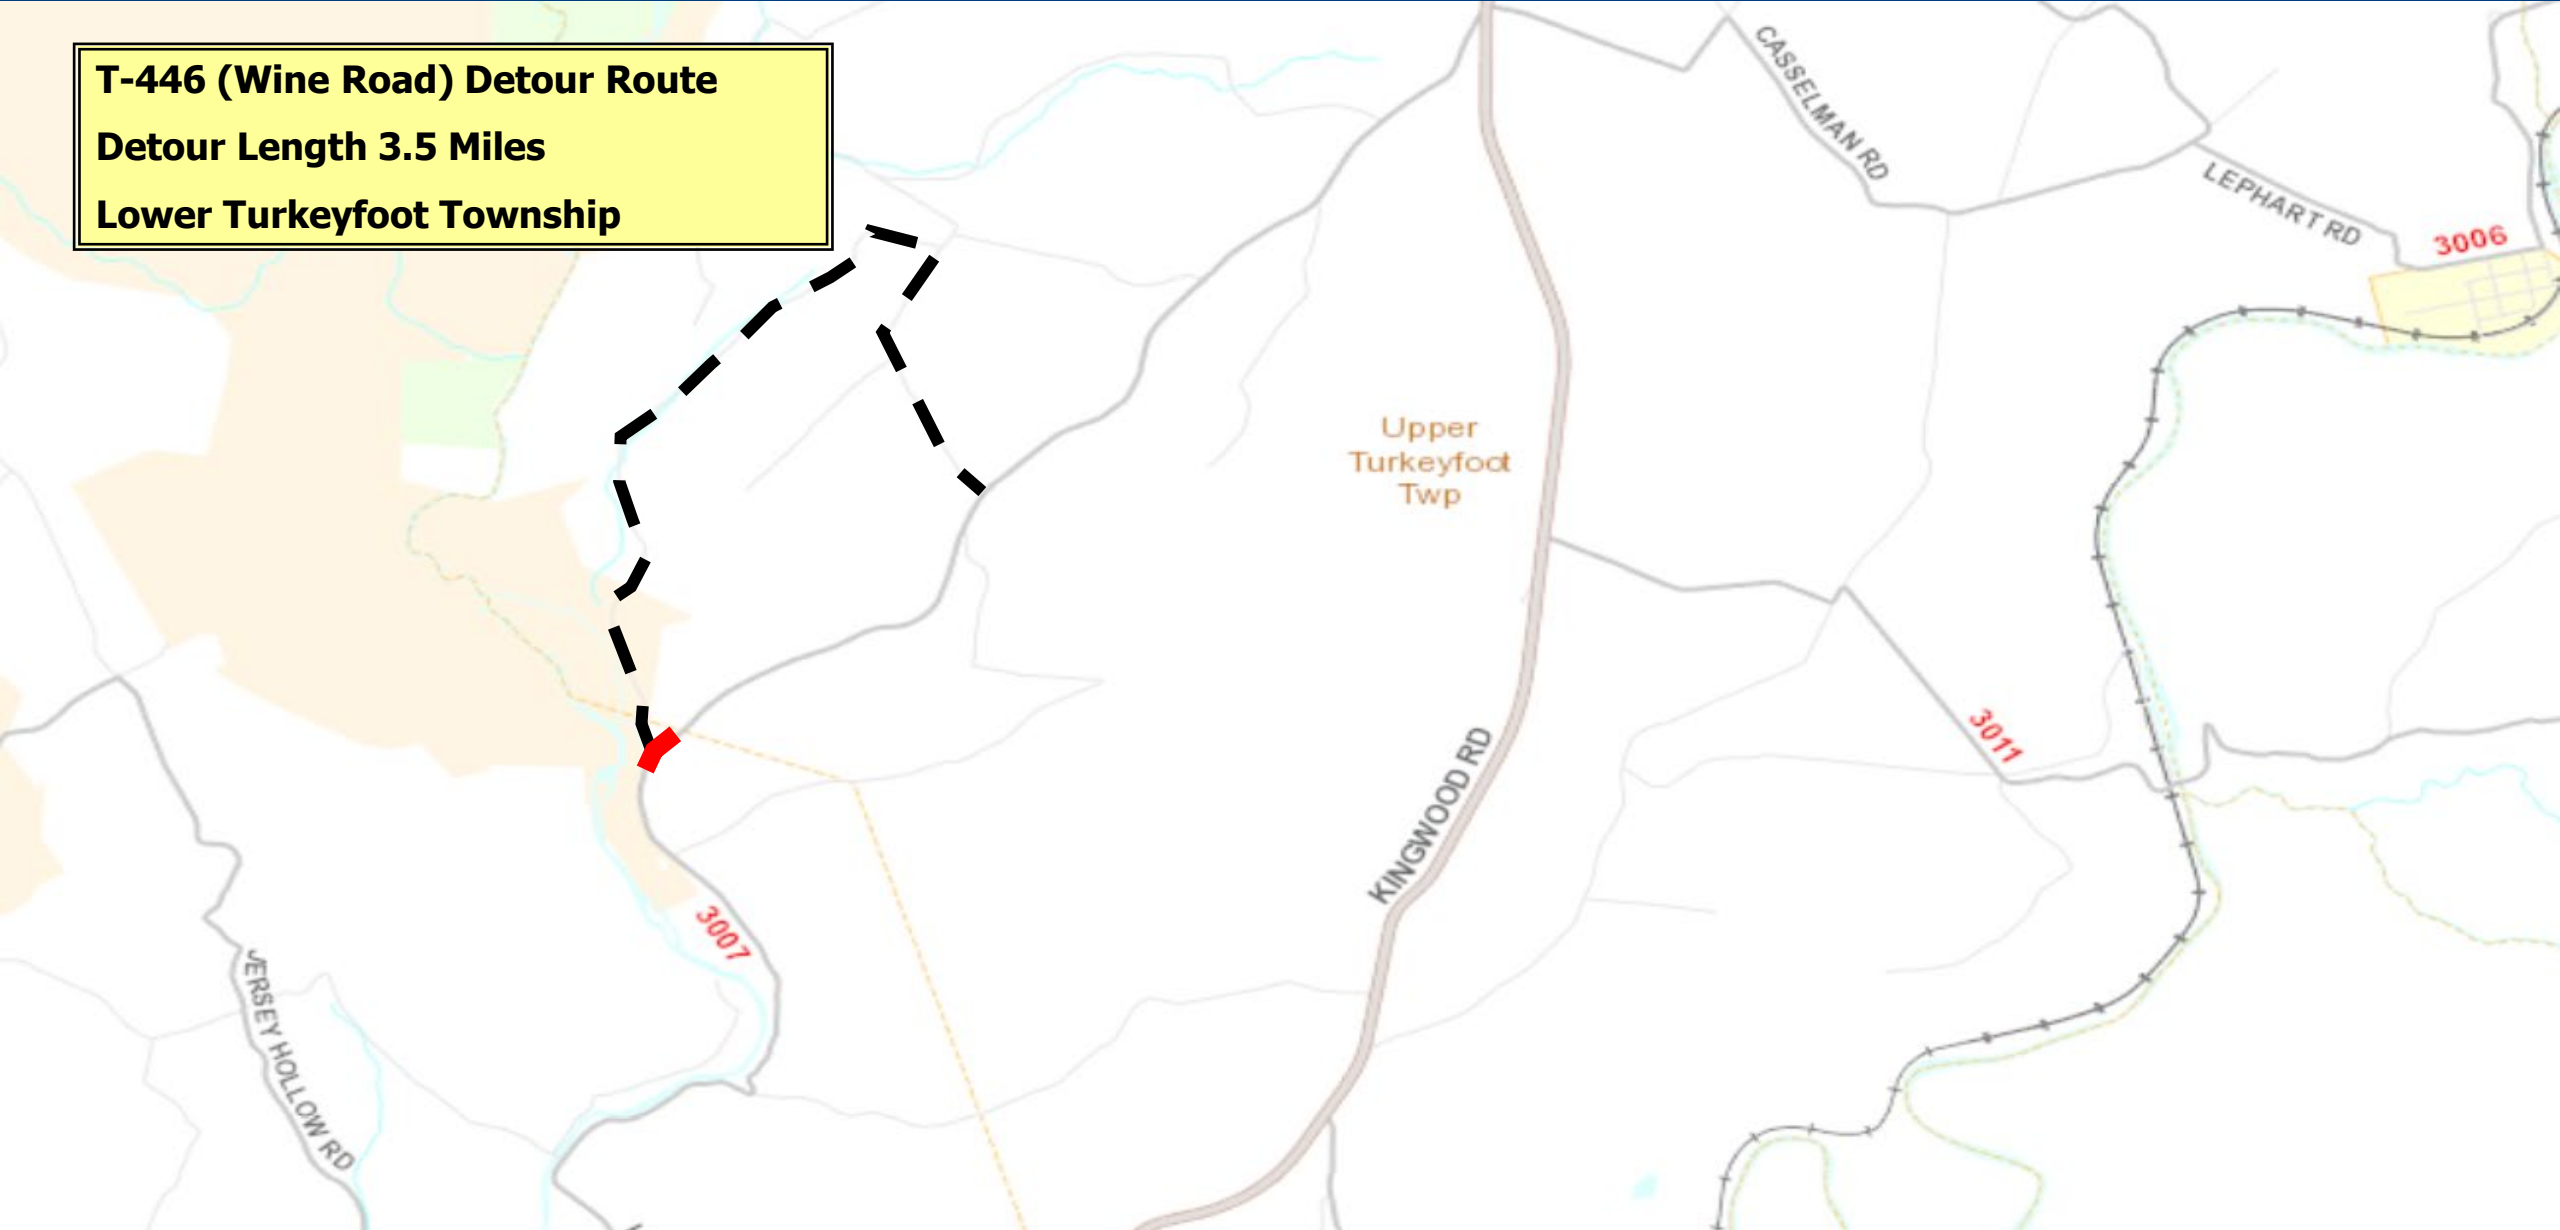 T-446 (Wine Road) Detour Route
Detour Length 3.5 Miles
Lower Turkeyfoot Township
CASSELMAN RD
LEPHART RD
3006
Upper
Turkeyfoot
Twp
3011
KINGWOOD RD
3007
JERSEY HOLLOW RD